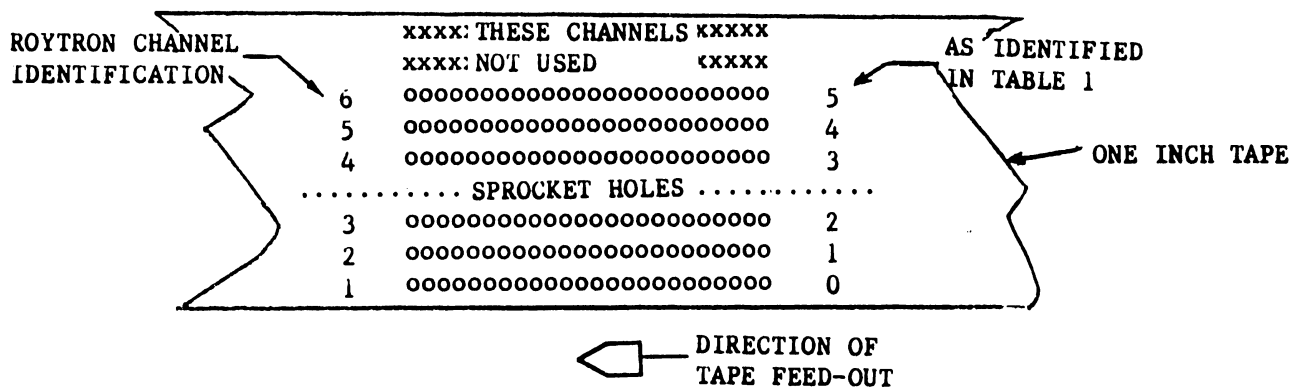 xxxx: THESE CHANNELS xxxxx
ROYTRON CHANNEL
IDENTIFICATION
xxxx: NOT USED xxxxx
AS IDENTIFIED
IN TABLE 1
6 oooooooooooooooooooooooo 5
5 oooooooooooooooooooooooo 4
4 oooooooooooooooooooooooo 3
ONE INCH TAPE
........... SPROCKET HOLES ............
3 oooooooooooooooooooooooo 2
2 oooooooooooooooooooooooo 1
1 oooooooooooooooooooooooo 0
DIRECTION OF
TAPE FEED-OUT